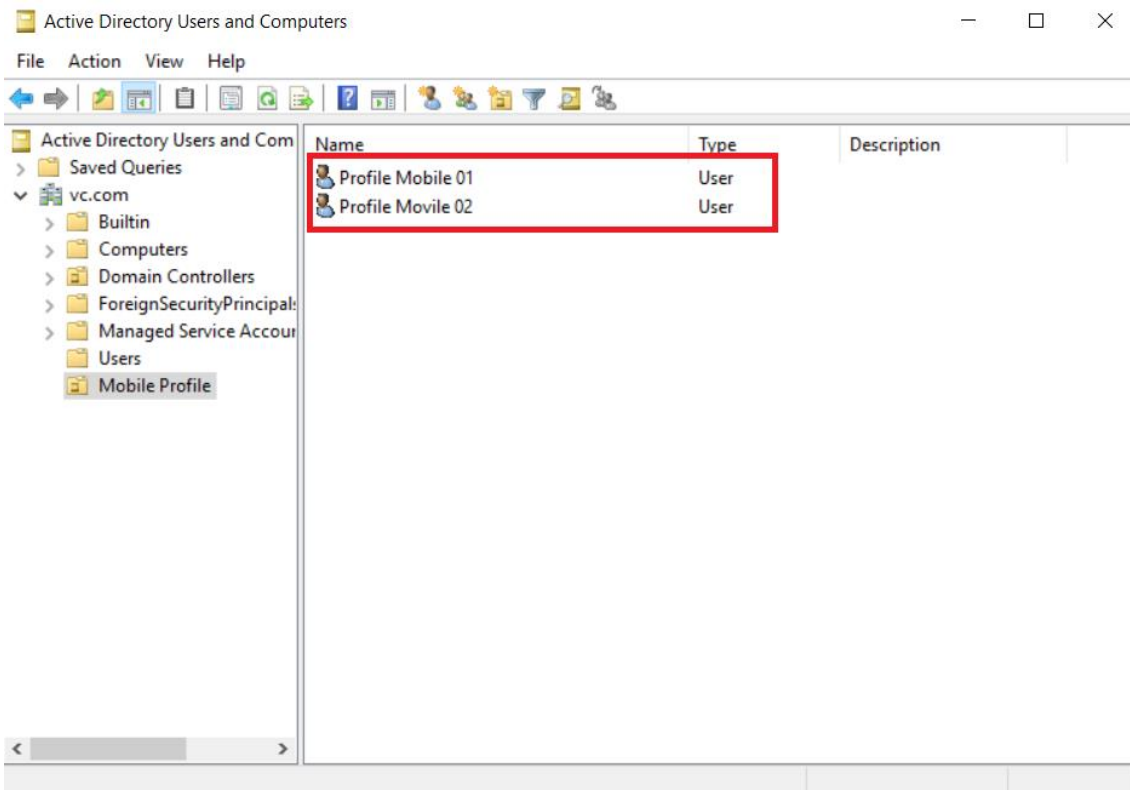 Active Directory Users and Computers
File Action View Help
Active Directory Users and Com
Saved Queries
vc.com
Builtin
Computers
Domain Controllers
ForeignSecurityPrincipals
Managed Service Accour
Users
Mobile Profile
Name Type Description
Profile Mobile 01 User
Profile Movile 02 User